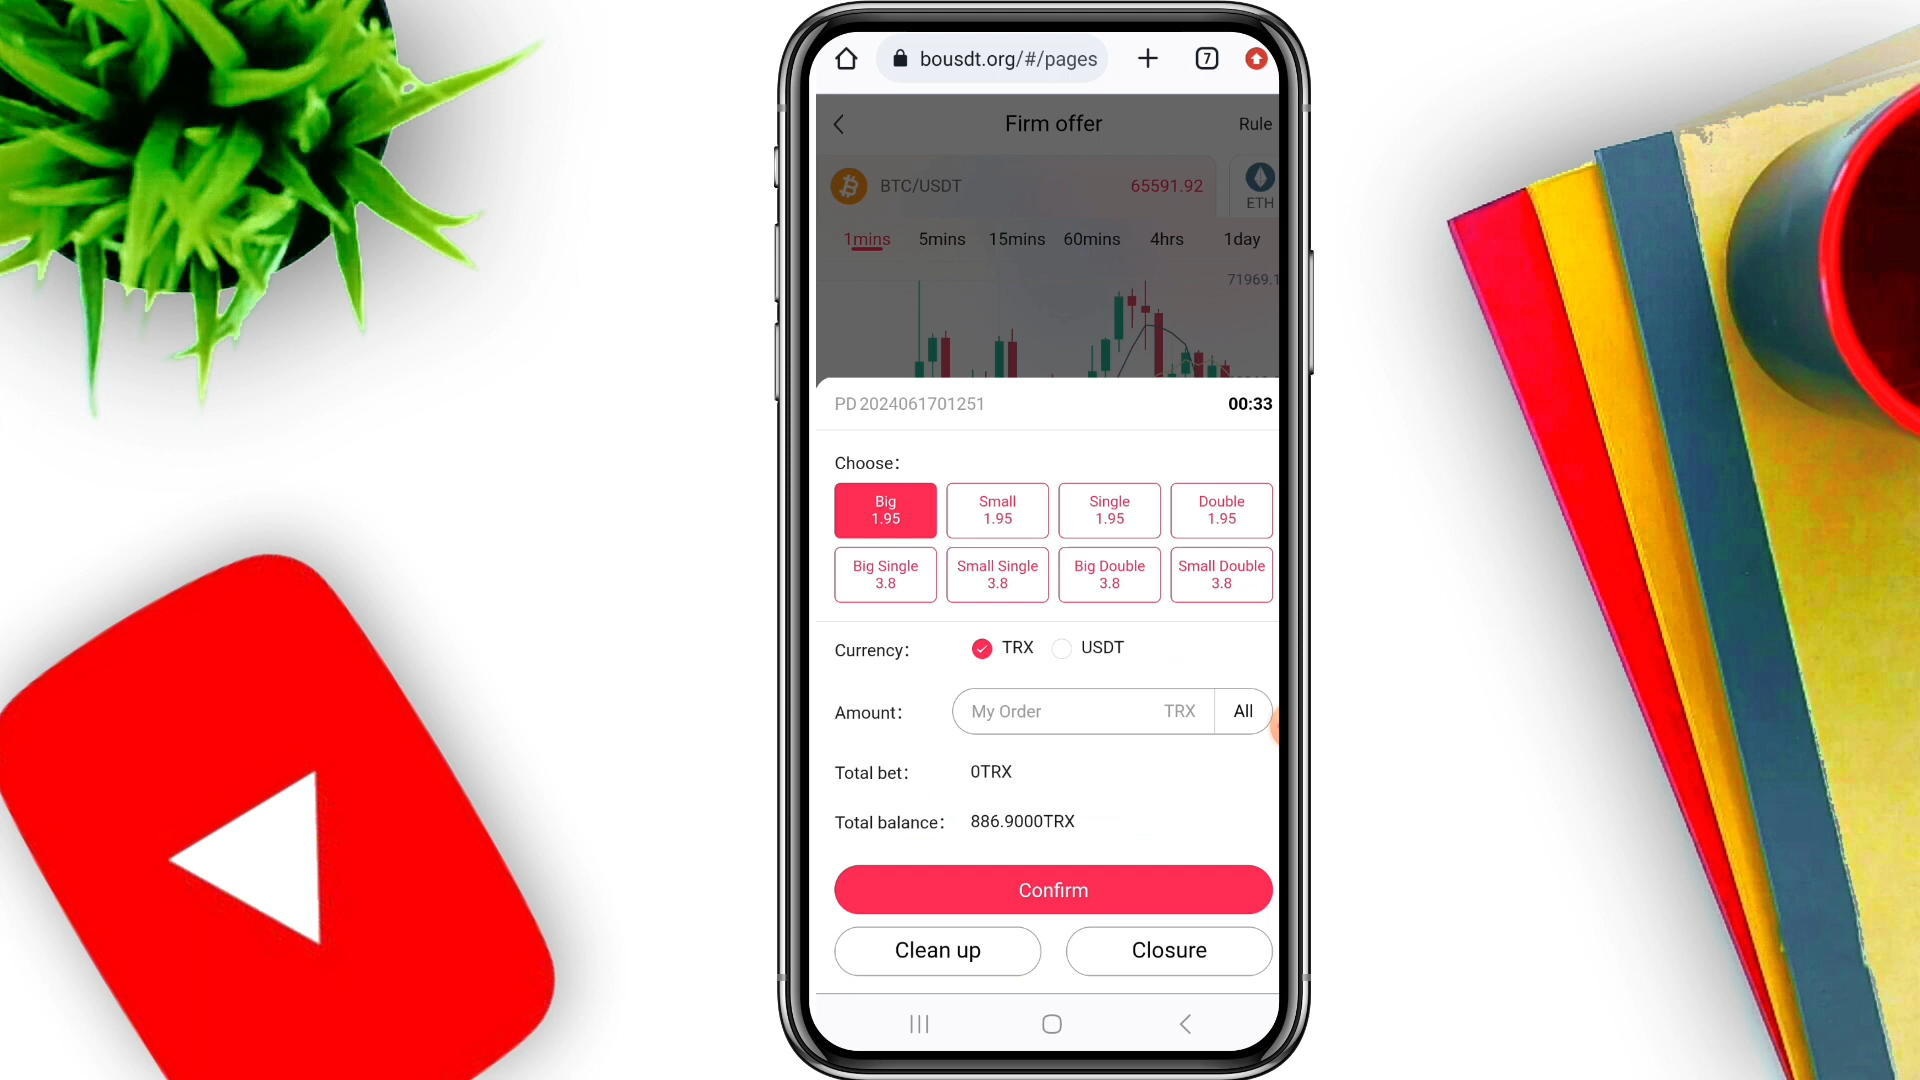 bousdt.org/#/pages
7
Firm offer
Rule
BTC/USDT
65591.92
ETH
1mins 5mins 15mins 60mins 4hrs 1day
71969.1
PD2024061701251
00:33
Choose:
Big
1.95
Small
1.95
Single
1.95
Double
1.95
Big Single
3.8
Small Single
3.8
Big Double
3.8
Small Double
3.8
Currency:
TRX
USDT
Amount:
My Order
TRX
All
Total bet:
0TRX
Total balance:
886.9000TRX
Confirm
Clean up
Closure